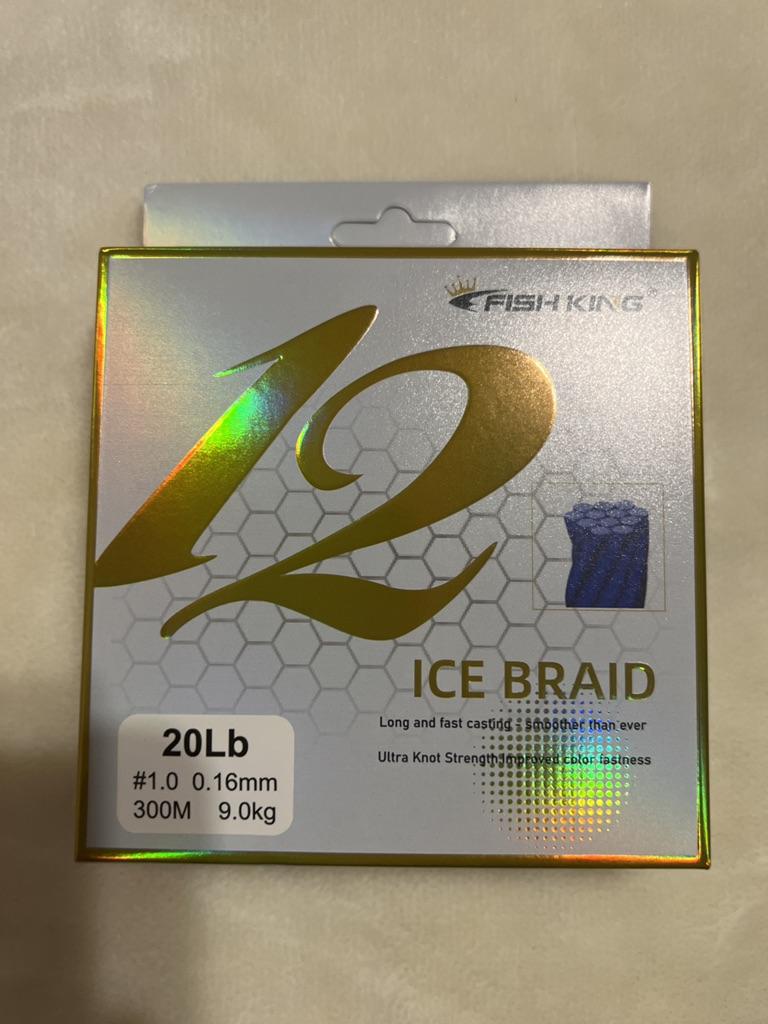 FISH KING
12
ICE BRAID
Long and fast casting - smoother than ever
Ultra Knot Strength,Improved color fastness
20Lb
#1.0 0.16mm
300M 9.0kg